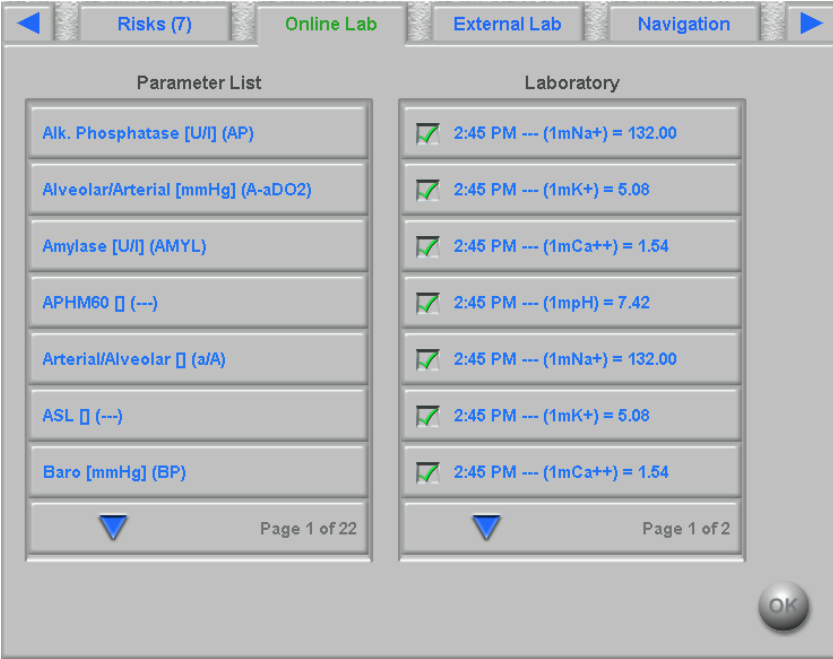 Risks (7) Online Lab External Lab Navigation
Parameter List
Alk. Phosphatase [U/l] (AP)
Alveolar/Arterial [mmHg] (A-aDO2)
Amylase [U/l] (AMYL)
APHM60 [] (---)
Arterial/Alveolar [] (a/A)
ASL [] (---)
Baro [mmHg] (BP)
Page 1 of 22
Laboratory
2:45 PM --- (1mNa+) = 132.00
2:45 PM --- (1mK+) = 5.08
2:45 PM --- (1mCa++) = 1.54
2:45 PM --- (1mpH) = 7.42
2:45 PM --- (1mNa+) = 132.00
2:45 PM --- (1mK+) = 5.08
2:45 PM --- (1mCa++) = 1.54
Page 1 of 2
OK